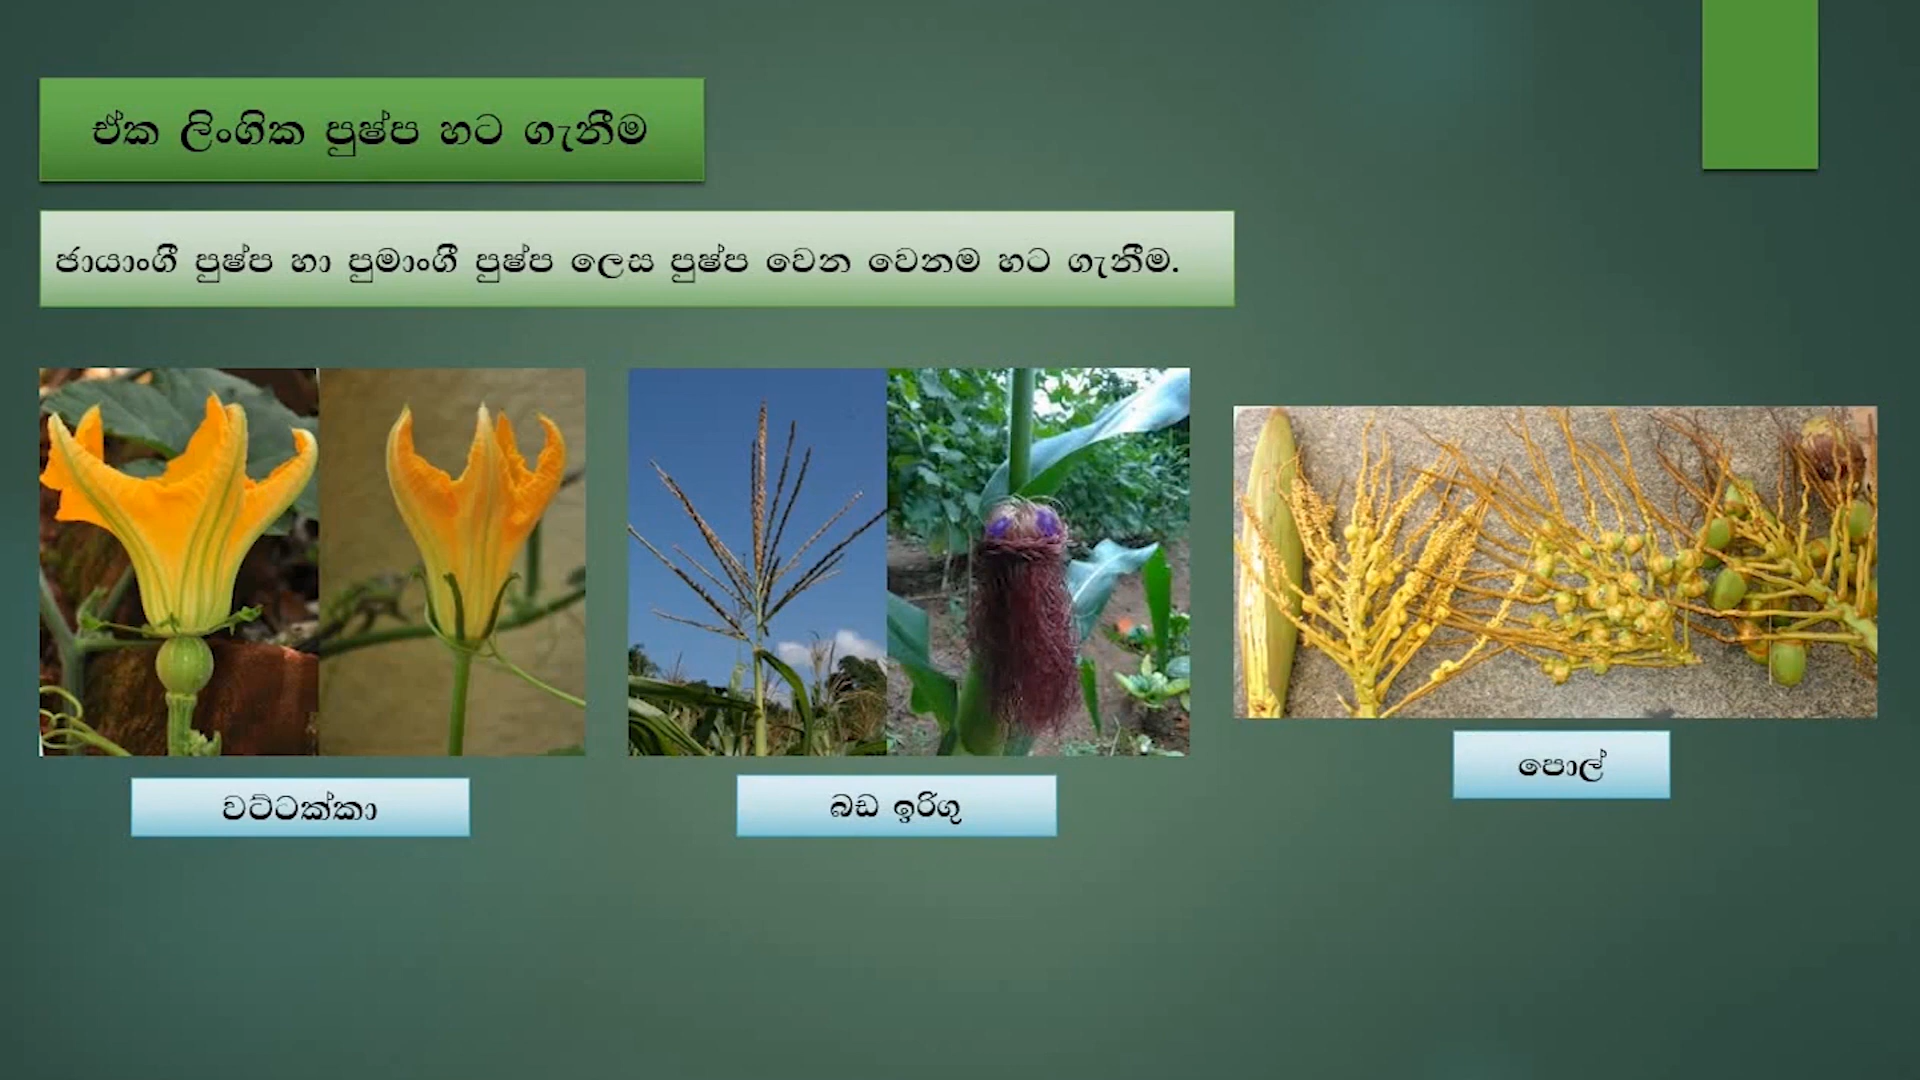 ඒක ලිංගික පුෂ්ප හට ගැනීම
ජායාංගී පුෂ්ප හා පුමාංගී පුෂ්ප ලෙස පුෂ්ප වෙන වෙනම හට ගැනීම.
වට්ටක්කා
බඩ ඉරිගු
පොල්